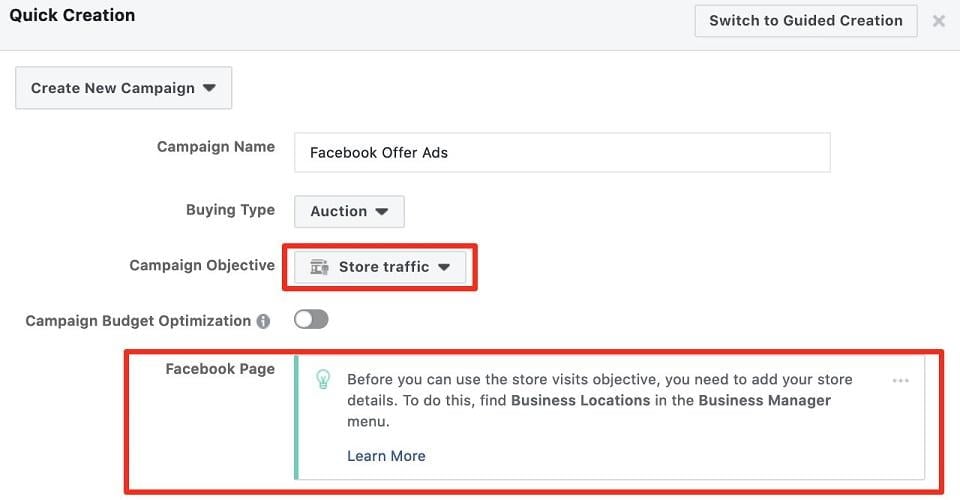 Quick Creation
Switch to Guided Creation
Create New Campaign
Campaign Name
Facebook Offer Ads
Buying Type
Auction
Campaign Objective
Store traffic
Campaign Budget Optimization
Facebook Page
Before you can use the store visits objective, you need to add your store
details. To do this, find Business Locations in the Business Manager
menu.
Learn More